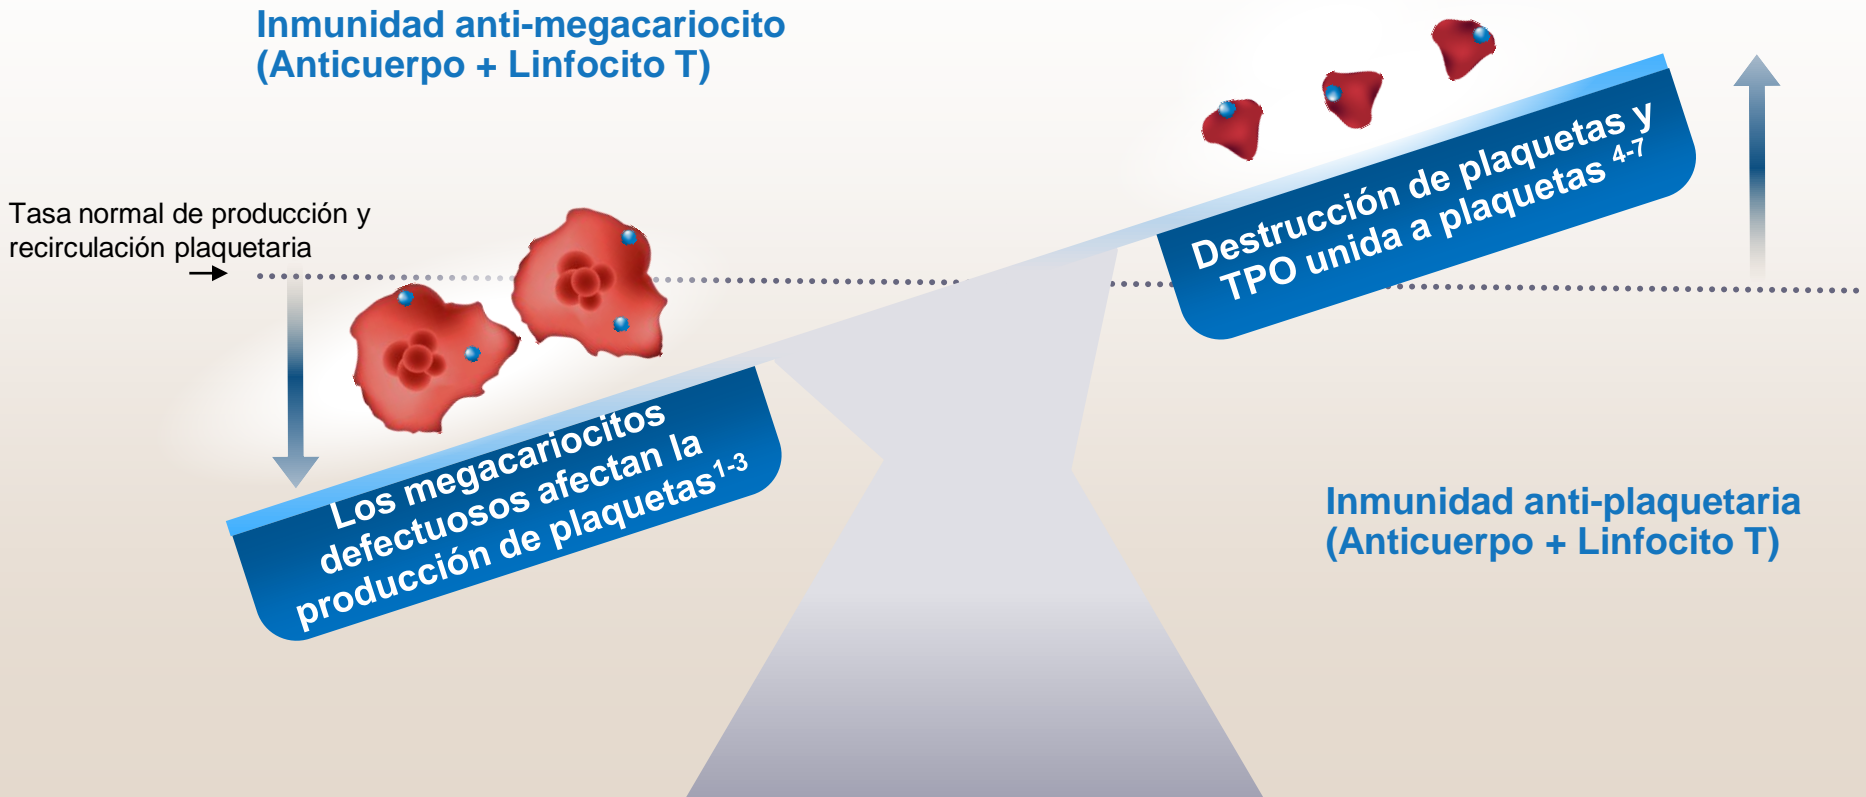 Inmunidad anti-megacariocito
(Anticuerpo + Linfocito T)
Tasa normal de producción y
recirculación plaquetaria
Los megacariocitos
defectuosos afectan la
producción de plaquetas1-3
Destrucción de plaquetas y
TPO unida a plaquetas 4-7
Inmunidad anti-plaquetaria
(Anticuerpo + Linfocito T)